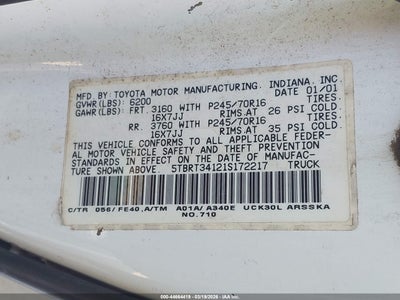 MFD. BY: TOYOTA MOTOR MANUFACTURING, INDIANA, INC.
GVWR(LBS): 6200 01/01
GAWR(LBS): FRT 3160 WITH P245/70R16 TIRES,
16X7JJ RIMS AT 26 PSI COLD
RR. 3760 WITH P245/70R16 TIRES,
16X7JJ RIMS AT 35 PSI COLD
THIS VEHICLE CONFORMS TO ALL APPLICABLE FEDER-
AL MOTOR VEHICLE SAFETY AND THEFT PREVENTION
STANDARDS IN EFFECT ON THE DATE OF MANUFAC-
TURE SHOWN ABOVE. 5TBRT34121S172217 TRUCK
C/TR 056/FE40,A/TM A01A/A340E UCK30L ARSSKA
NO.710
000-44664419 - 03/19/2026 -